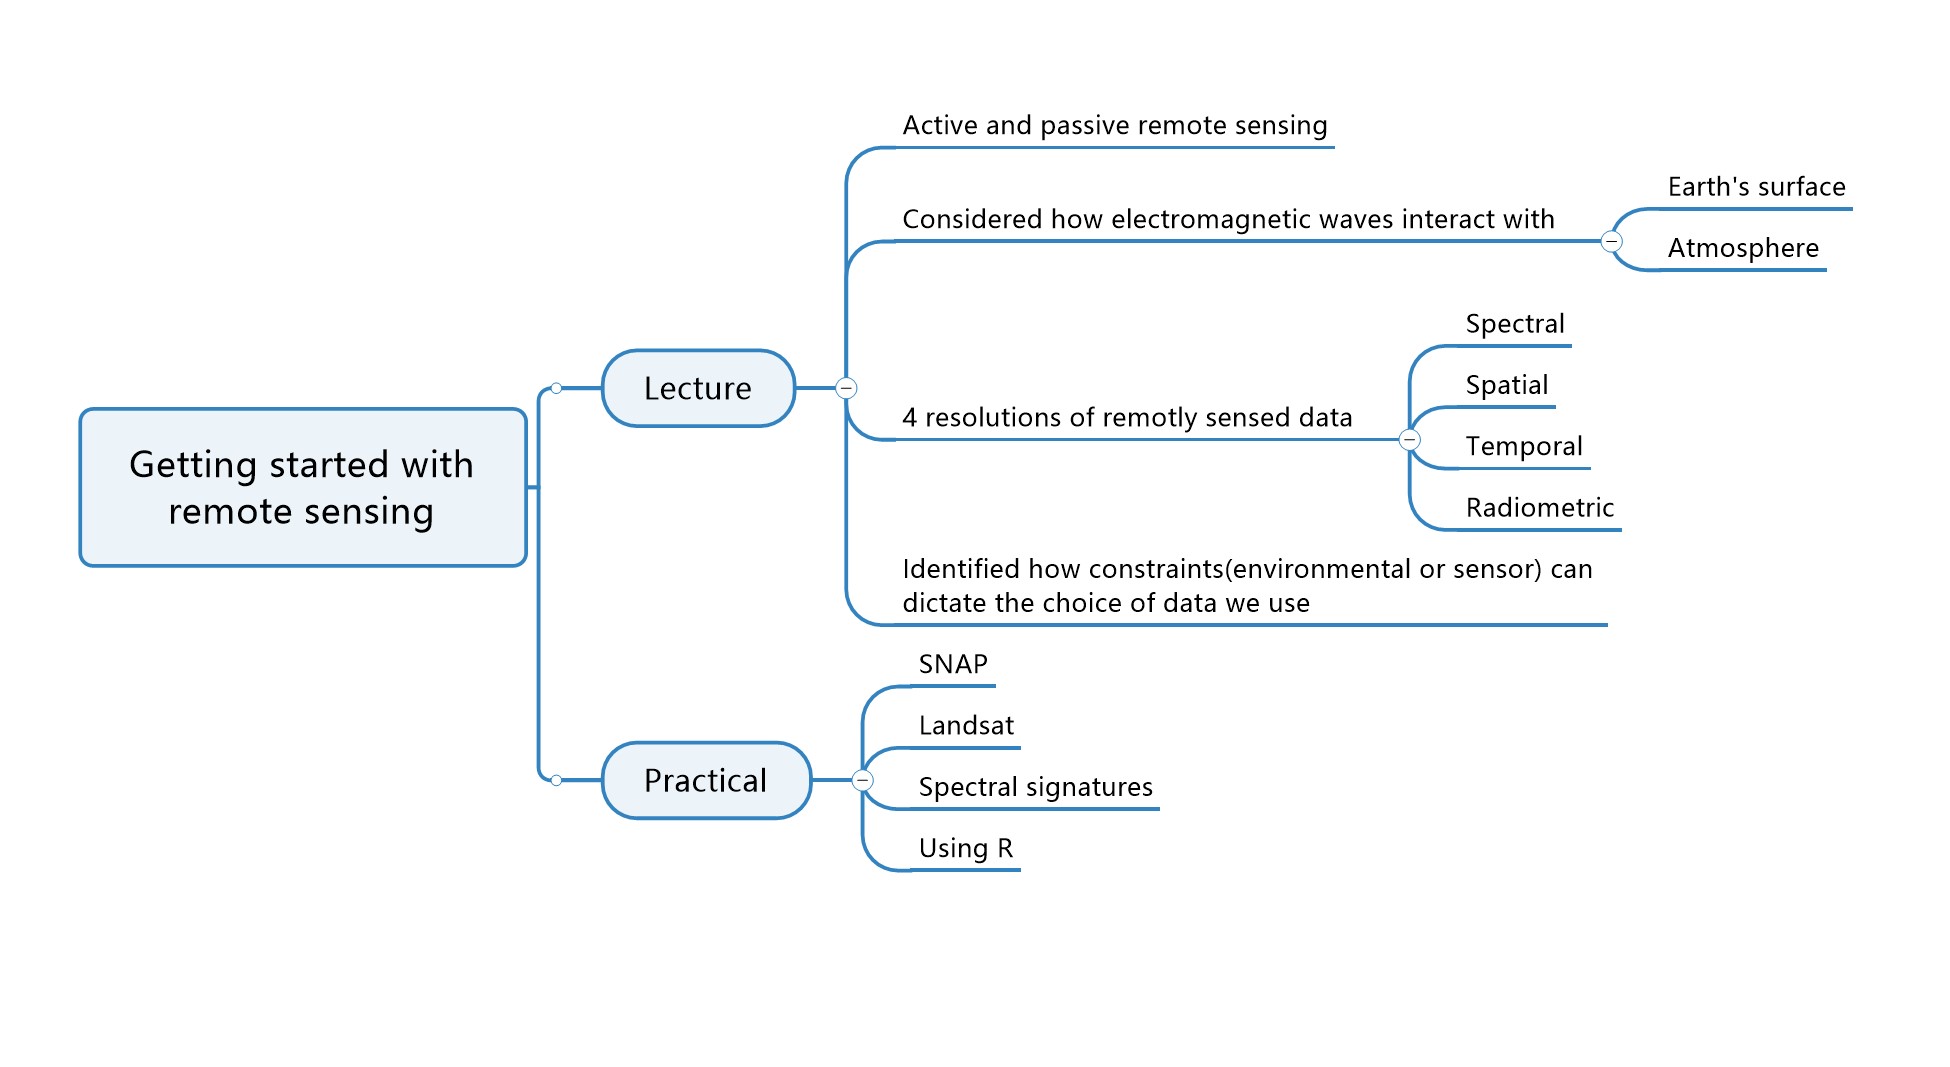 Getting started with
remote sensing
Lecture
Active and passive remote sensing
Considered how electromagnetic waves interact with
Earth's surface
Atmosphere
4 resolutions of remotly sensed data
Spectral
Spatial
Temporal
Radiometric
Identified how constraints(environmental or sensor) can
dictate the choice of data we use
Practical
SNAP
Landsat
Spectral signatures
Using R